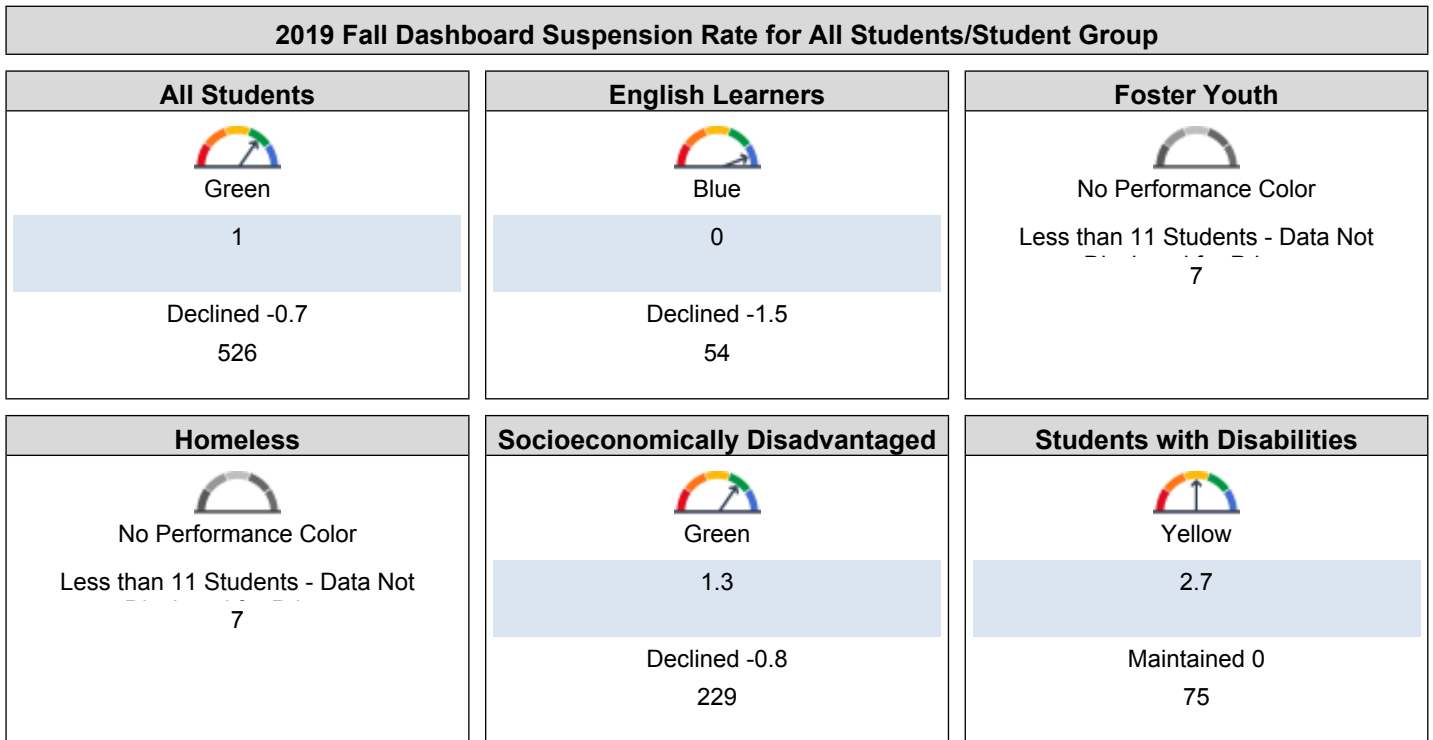 2019 Fall Dashboard Suspension Rate for All Students/Student Group
All Students
Green
1
Declined -0.7
526
English Learners
Blue
0
Declined -1.5
54
Foster Youth
No Performance Color
Less than 11 Students - Data Not
7
Homeless
No Performance Color
Less than 11 Students - Data Not
7
Socioeconomically Disadvantaged
Green
1.3
Declined -0.8
229
Students with Disabilities
Yellow
2.7
Maintained 0
75